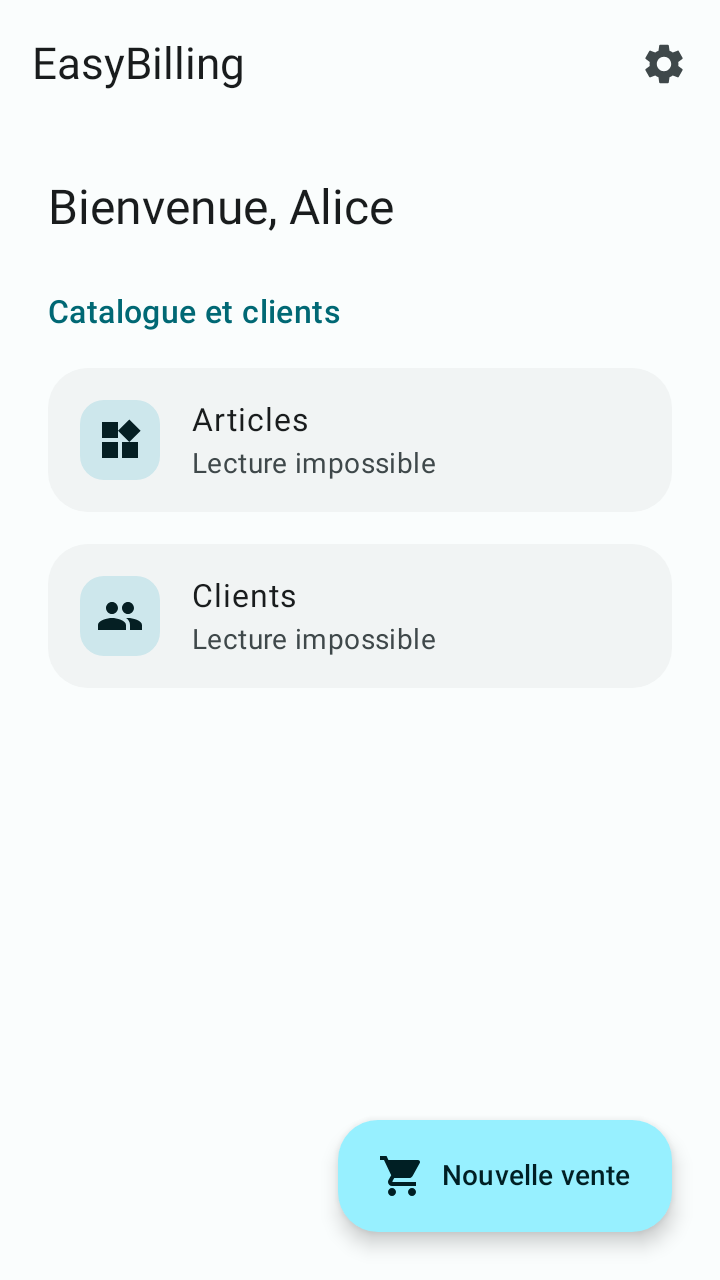 EasyBilling
Bienvenue, Alice
Catalogue et clients
Articles
Lecture impossible
Clients
Lecture impossible
Nouvelle vente